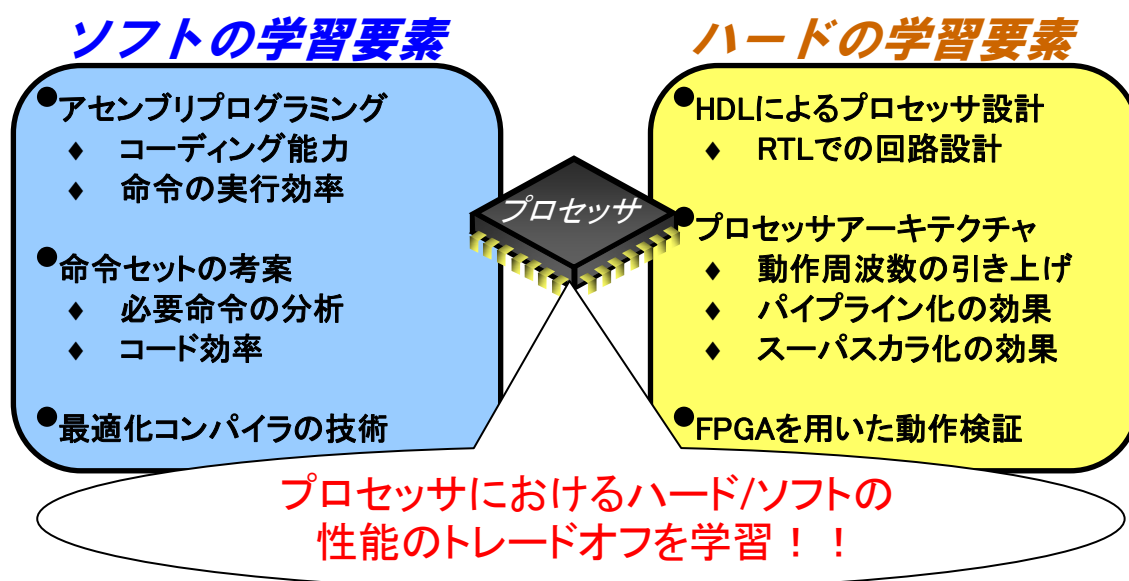 ソフトの学習要素
●アセンブリプログラミング
♦ コーディング能力
♦ 命令の実行効率
●命令セットの考案
♦ 必要命令の分析
♦ コード効率
●最適化コンパイラの技術
プロセッサ
ハードの学習要素
●HDLによるプロセッサ設計
♦ RTLでの回路設計
●プロセッサアーキテクチャ
♦ 動作周波数の引き上げ
♦ パイプライン化の効果
♦ スーパスカラ化の効果
●FPGAを用いた動作検証
プロセッサにおけるハード/ソフトの
性能のトレードオフを学習！！